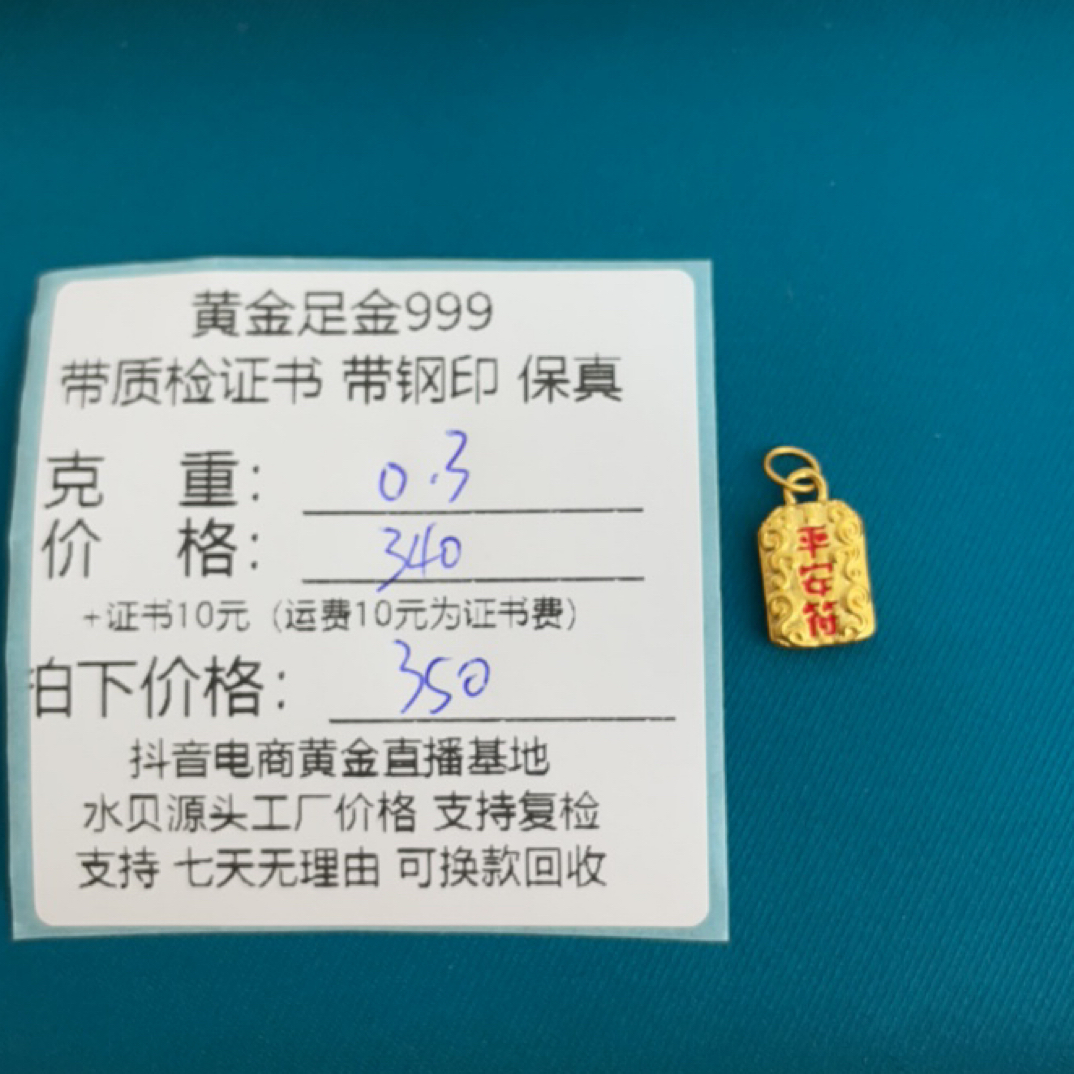 黄金足金999
带质检证书 带钢印 保真
克 重： 0.3
价 格： 340
+证书10元（运费10元为证书费）
拍下价格： 350
抖音电商黄金直播基地
水贝源头工厂价格 支持复检
支持 七天无理由 可换款回收
平安符